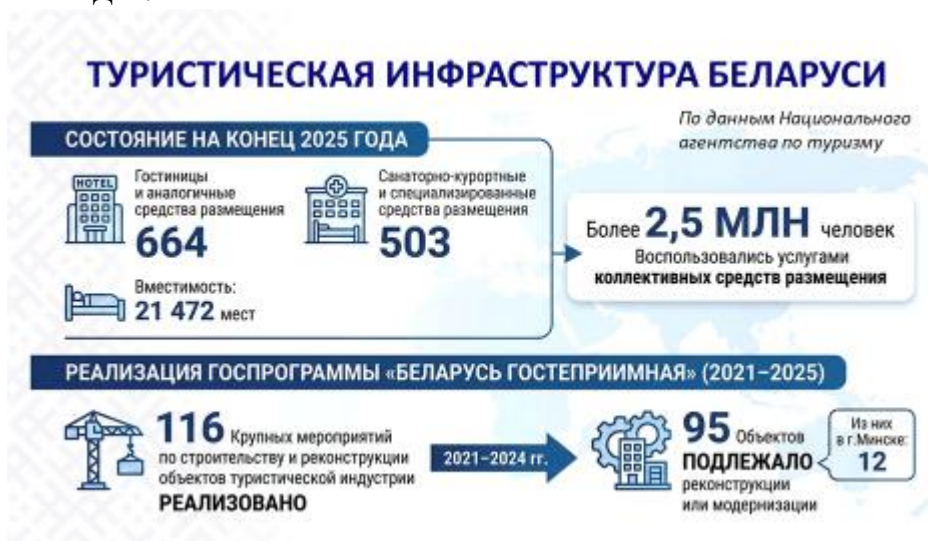 ТУРИСТИЧЕСКАЯ ИНФРАСТРУКТУРА БЕЛАРУСИ
По данным Национального
агентства по туризму
СОСТОЯНИЕ НА КОНЕЦ 2025 ГОДА
HOTEL
Гостиницы
и аналогичные
средства размещения
664
Санаторно-курортные
и специализированные
средства размещения
503
Вместимость:
21 472 мест
Более 2,5 МЛН человек
Воспользовались услугами
коллективных средств размещения
РЕАЛИЗАЦИЯ ГОСПРОГРАММЫ «БЕЛАРУСЬ ГОСТЕПРИИМНАЯ» (2021–2025)
116 Крупных мероприятий
по строительству и реконструкции
объектов туристической индустрии
РЕАЛИЗОВАНО
2021–2024 гг.
95 Объектов
ПОДЛЕЖАЛО
реконструкции
или модернизации
Из них
в г.Минске:
12